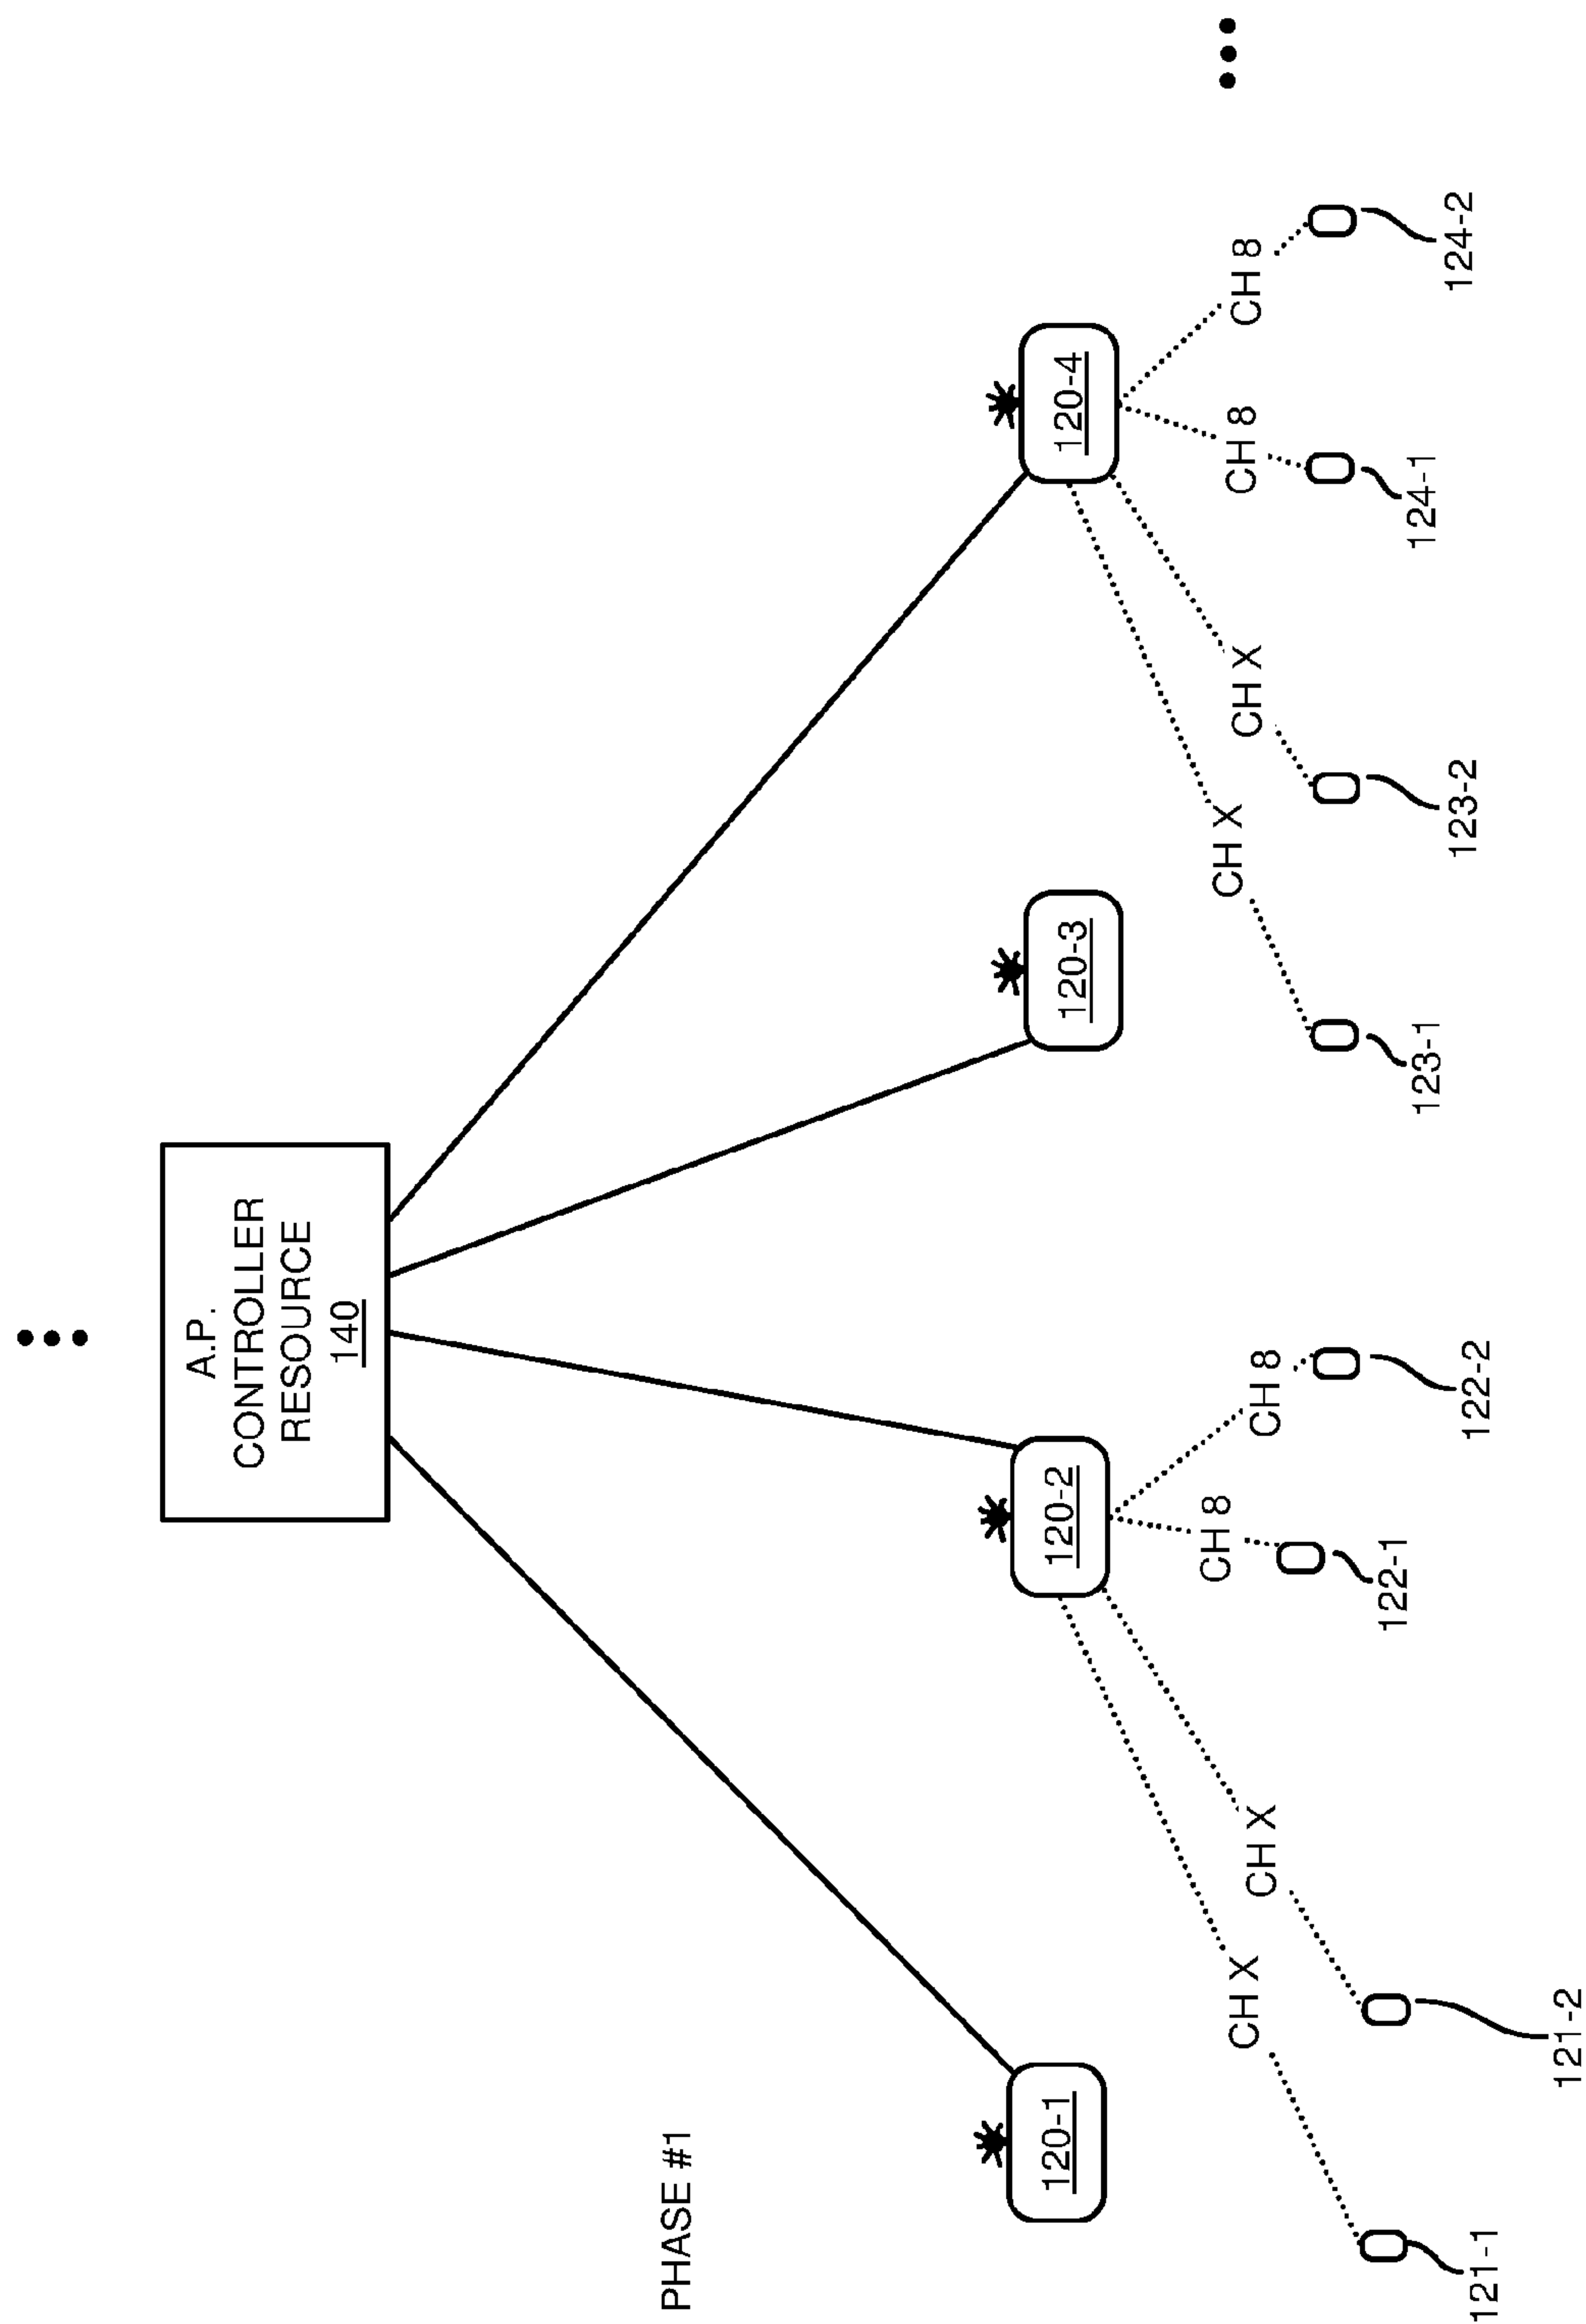 A.P.
CONTROLLER
RESOURCE
140
PHASE #1
120-1
120-2
120-3
120-4
CH X
CH X
CH 8
CH 8
CH X
CH X
CH 8
CH 8
121-1
121-2
122-1
122-2
123-1
123-2
124-1
124-2